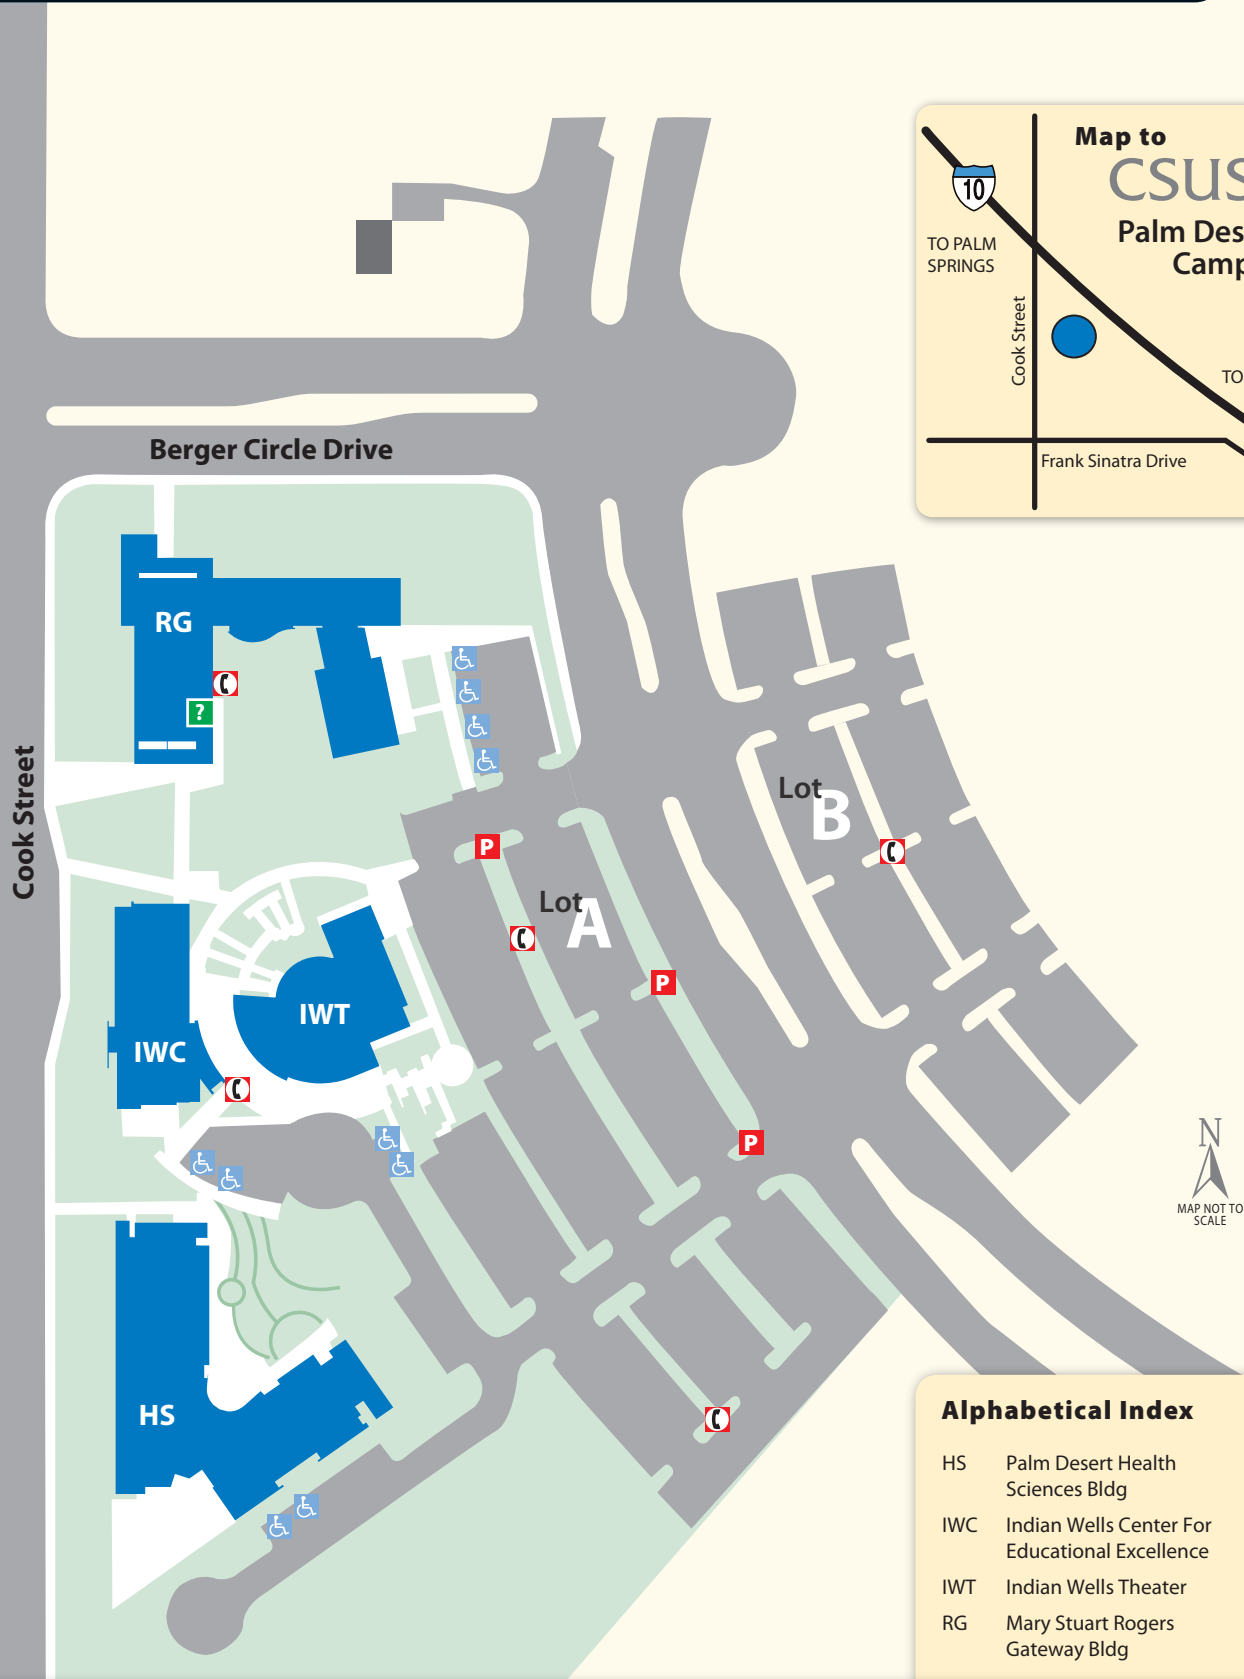 Map to
CSUS
Palm Des
Camp
10
TO PALM
SPRINGS
Cook Street
TO
Frank Sinatra Drive
Berger Circle Drive
RG
?
Cook Street
P
Lot
A
P
P
Lot
B
IWT
IWC
HS
N
MAP NOT TO
SCALE
Alphabetical Index
HS Palm Desert Health
Sciences Bldg
IWC Indian Wells Center For
Educational Excellence
IWT Indian Wells Theater
RG Mary Stuart Rogers
Gateway Bldg